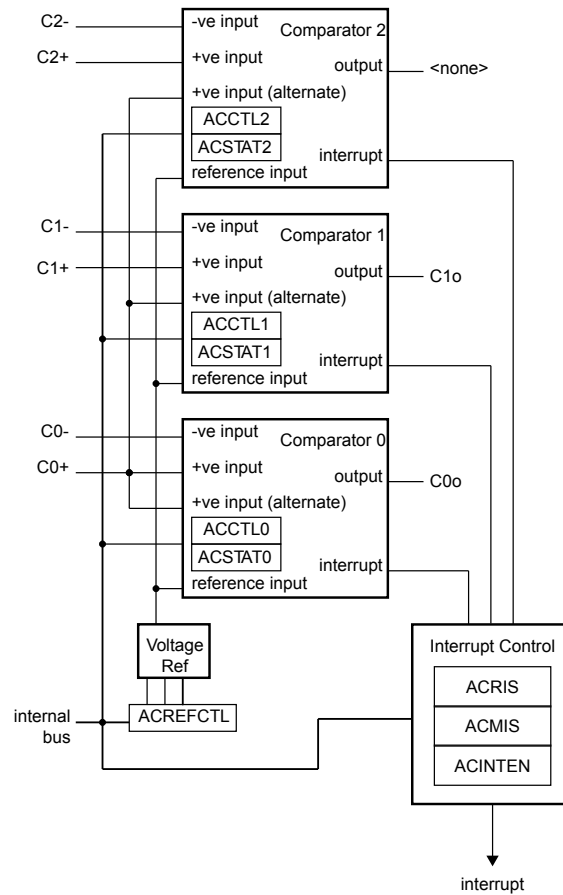 C2-
-ve input
Comparator 2
C2+
+ve input
output
<none>
+ve input (alternate)
ACCTL2
ACSTAT2
interrupt
reference input
C1-
-ve input
Comparator 1
C1+
+ve input
output
C1o
+ve input (alternate)
ACCTL1
ACSTAT1
interrupt
reference input
C0-
-ve input
Comparator 0
C0+
+ve input
output
C0o
+ve input (alternate)
ACCTL0
ACSTAT0
interrupt
reference input
Voltage
Ref
Interrupt Control
ACRIS
internal
bus
ACREFCTL
ACMIS
ACINTEN
interrupt